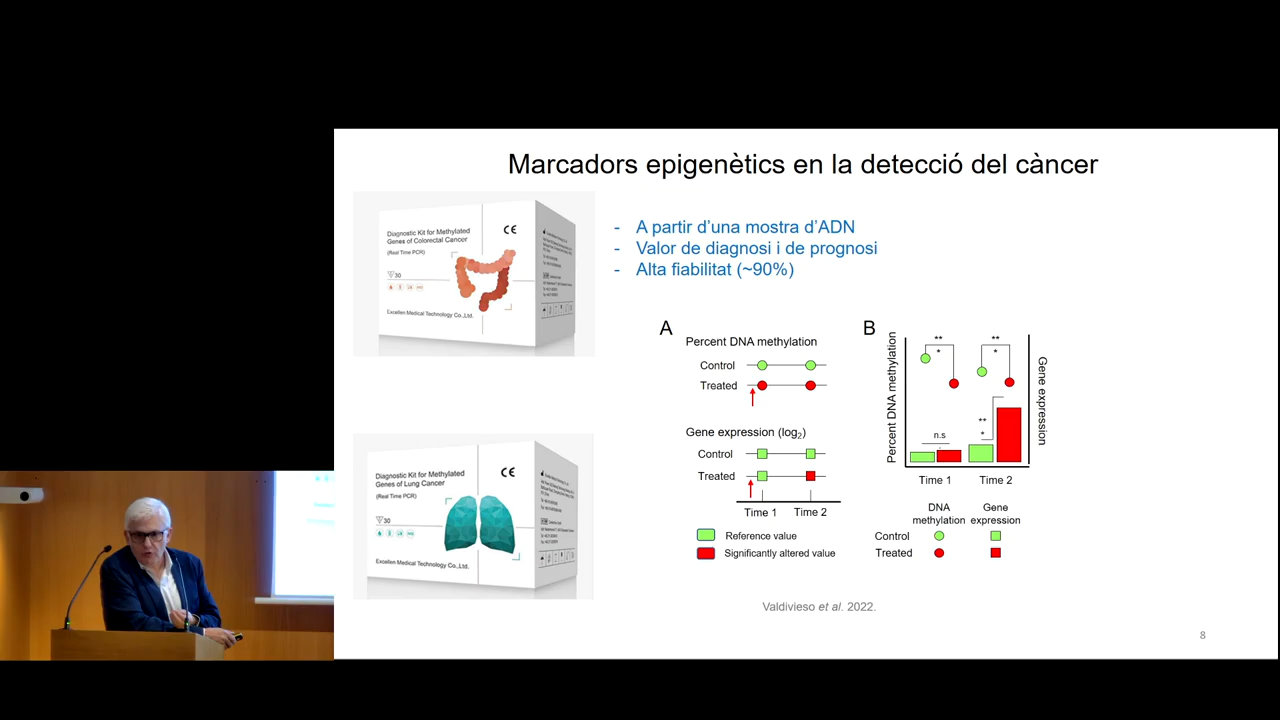 Marcadors epigenètics en la detecció del càncer
Diagnostic Kit for Methylated
Genes of Colorectal Cancer
(Real Time PCR)
CE
30
Excellen Medical Technology Co.,Ltd.
- A partir d'una mostra d'ADN
- Valor de diagnosi i de prognosi
- Alta fiabilitat (~90%)
Diagnostic Kit for Methylated
Genes of Lung Cancer
(Real Time PCR)
CE
30
Excellen Medical Technology Co.,Ltd.
A
Percent DNA methylation
Control
Treated
Gene expression (log2)
Control
Treated
Time 1 Time 2
Reference value
Significantly altered value
B
Percent DNA methylation
** *
** *
n.s
** *
Gene expression
Time 1 Time 2
DNA methylation
Gene expression
Control
Treated
Valdivieso et al. 2022.
8